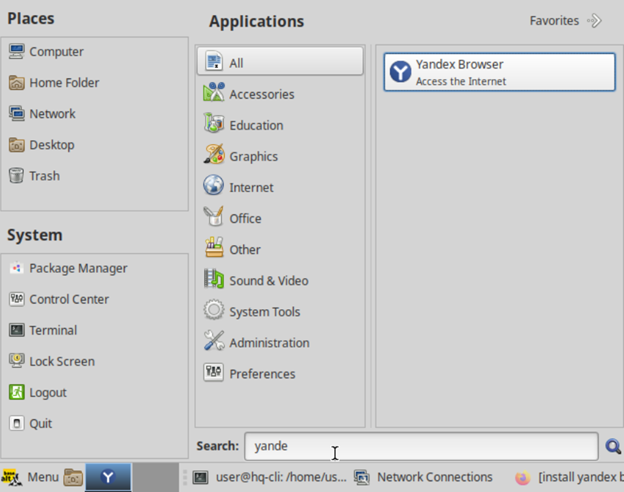 Places
Computer
Home Folder
Network
Desktop
Trash
System
Package Manager
Control Center
Terminal
Lock Screen
Logout
Quit
Applications
Favorites
All
Accessories
Education
Graphics
Internet
Office
Other
Sound & Video
System Tools
Administration
Preferences
Yandex Browser
Access the Internet
Search: yande
Menu
user@hq-cli: /home/us...
Network Connections
[install yandex b